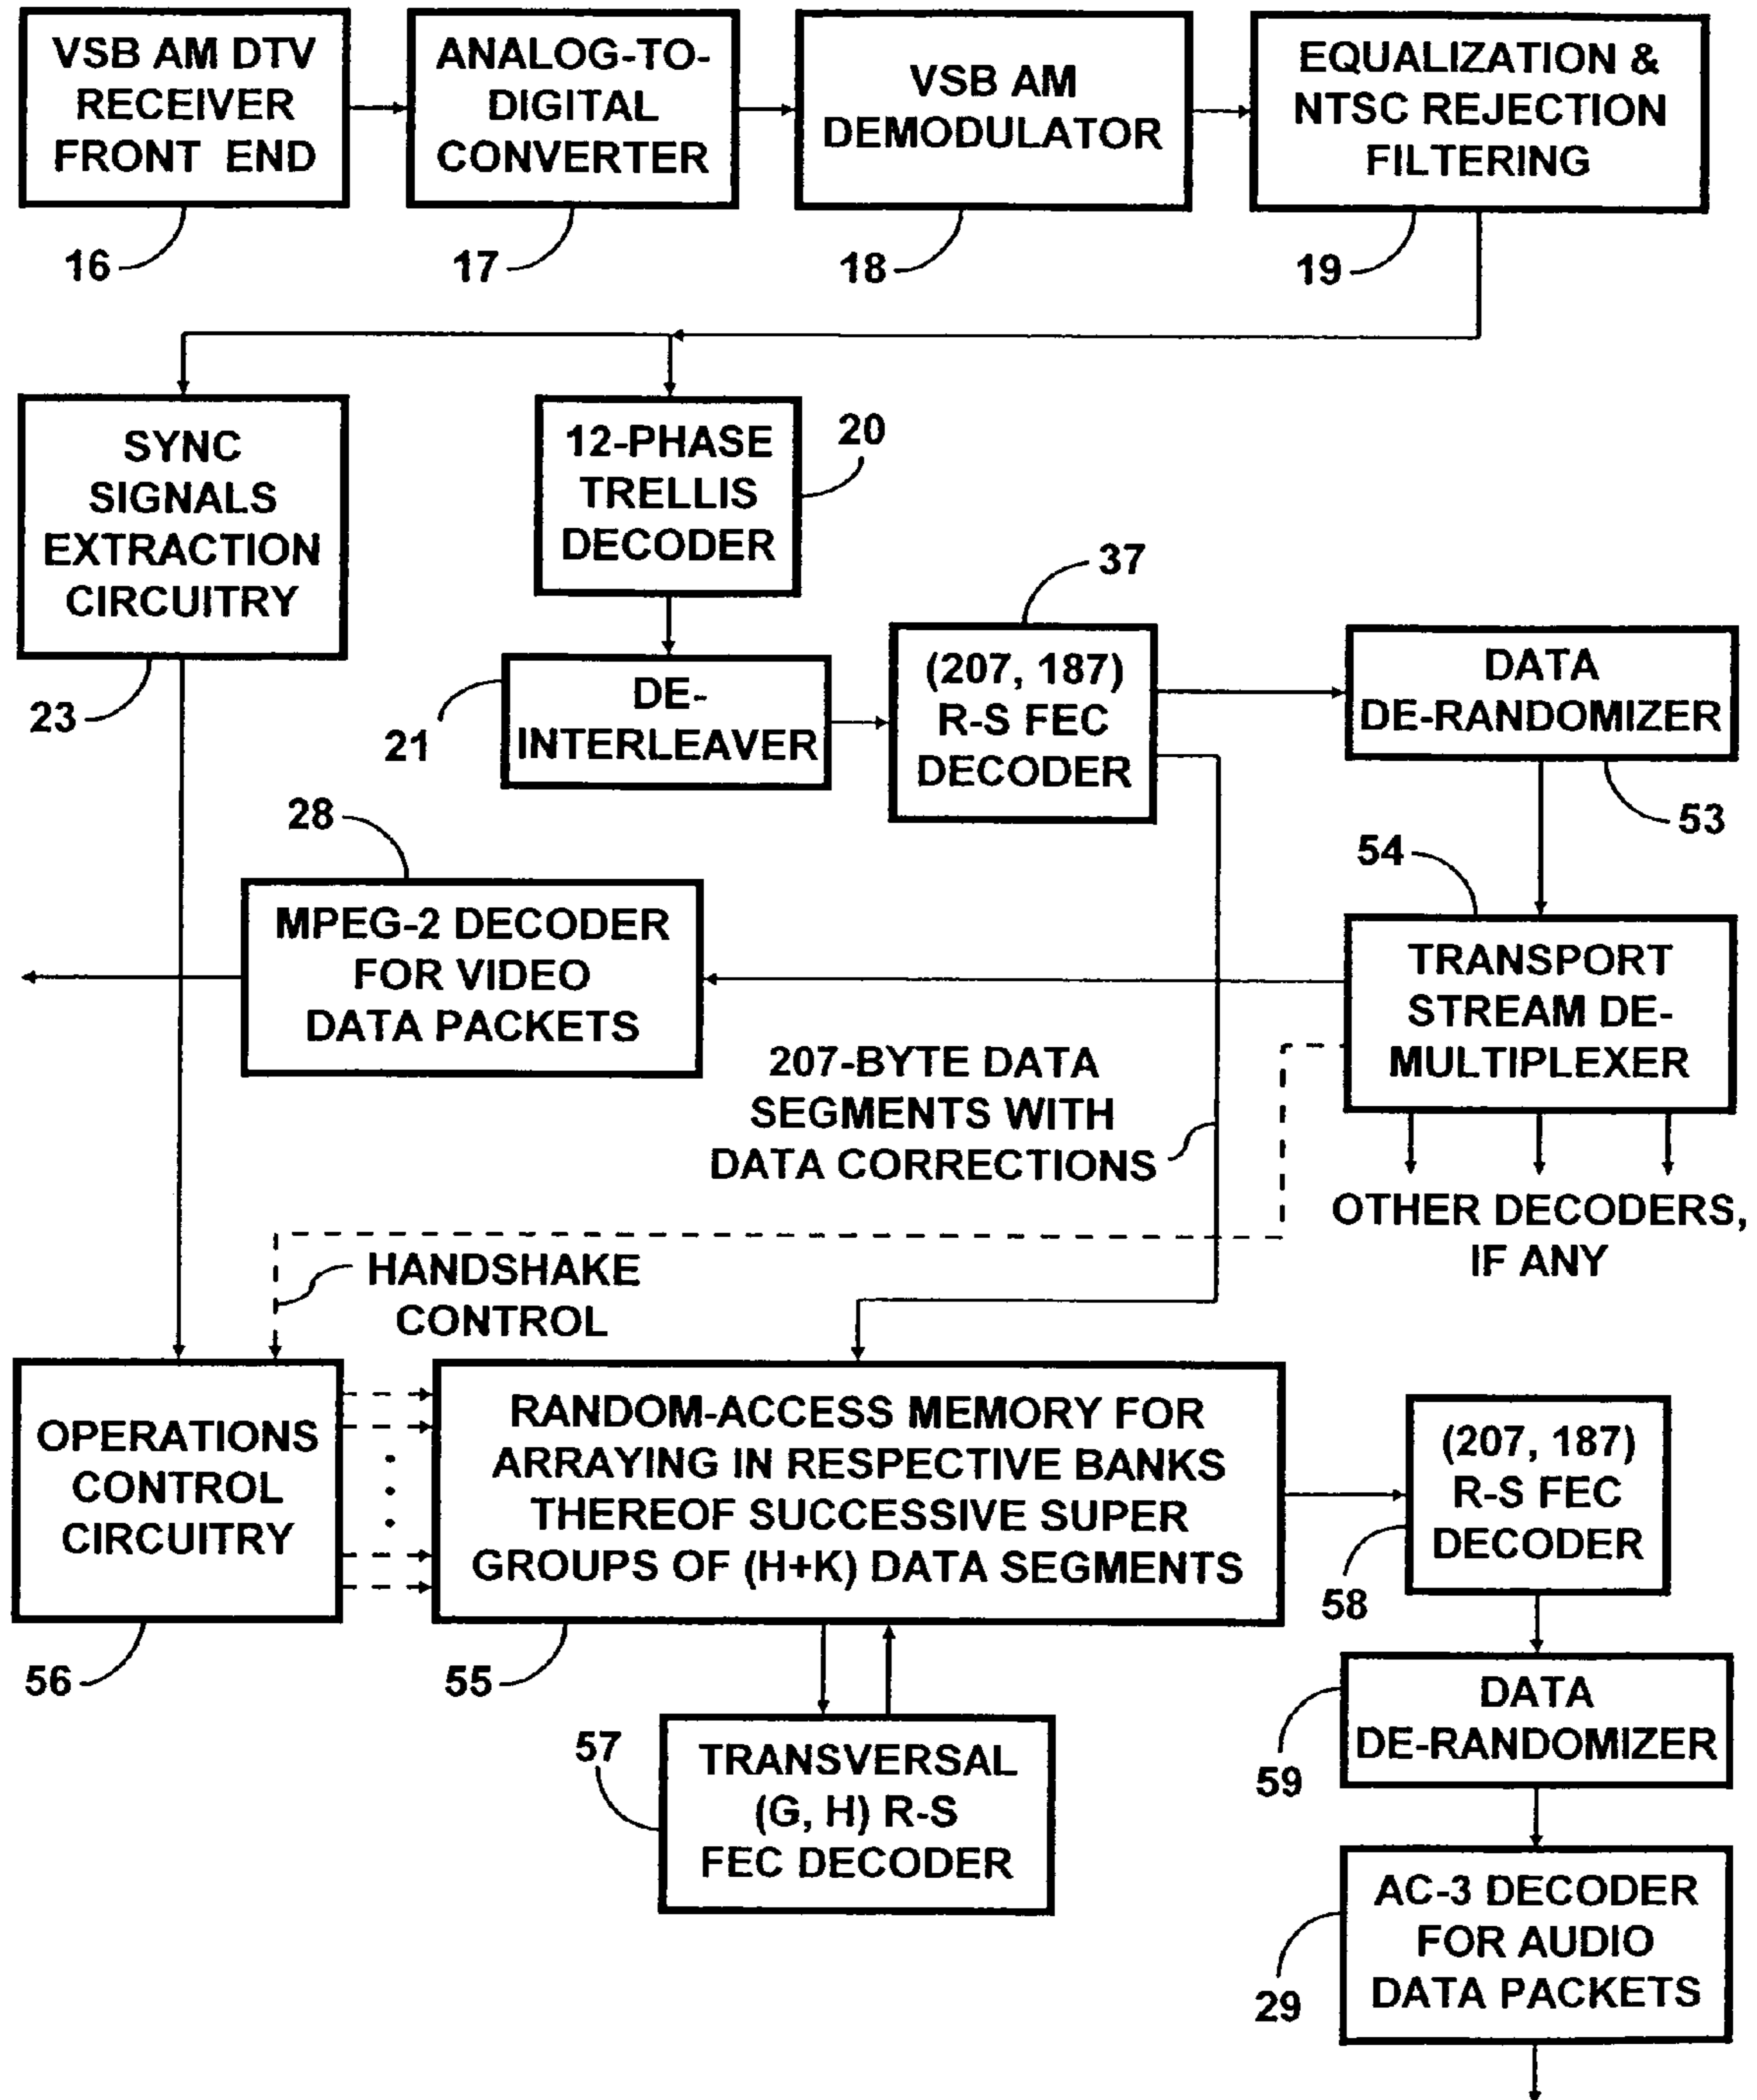 VSB AM DTV
RECEIVER
FRONT END
16
ANALOG-TO-
DIGITAL
CONVERTER
17
VSB AM
DEMODULATOR
18
EQUALIZATION &
NTSC REJECTION
FILTERING
19
SYNC
SIGNALS
EXTRACTION
CIRCUITRY
23
12-PHASE
TRELLIS
DECODER
20
DE-
INTERLEAVER
21
(207, 187)
R-S FEC
DECODER
37
DATA
DE-RANDOMIZER
53
28
MPEG-2 DECODER
FOR VIDEO
DATA PACKETS
54
TRANSPORT
STREAM DE-
MULTIPLEXER
207-BYTE DATA
SEGMENTS WITH
DATA CORRECTIONS
OTHER DECODERS,
IF ANY
HANDSHAKE
CONTROL
OPERATIONS
CONTROL
CIRCUITRY
56
RANDOM-ACCESS MEMORY FOR
ARRAYING IN RESPECTIVE BANKS
THEREOF SUCCESSIVE SUPER
GROUPS OF (H+K) DATA SEGMENTS
55
(207, 187)
R-S FEC
DECODER
58
57
TRANSVERSAL
(G, H) R-S
FEC DECODER
DATA
DE-RANDOMIZER
59
AC-3 DECODER
FOR AUDIO
DATA PACKETS
29